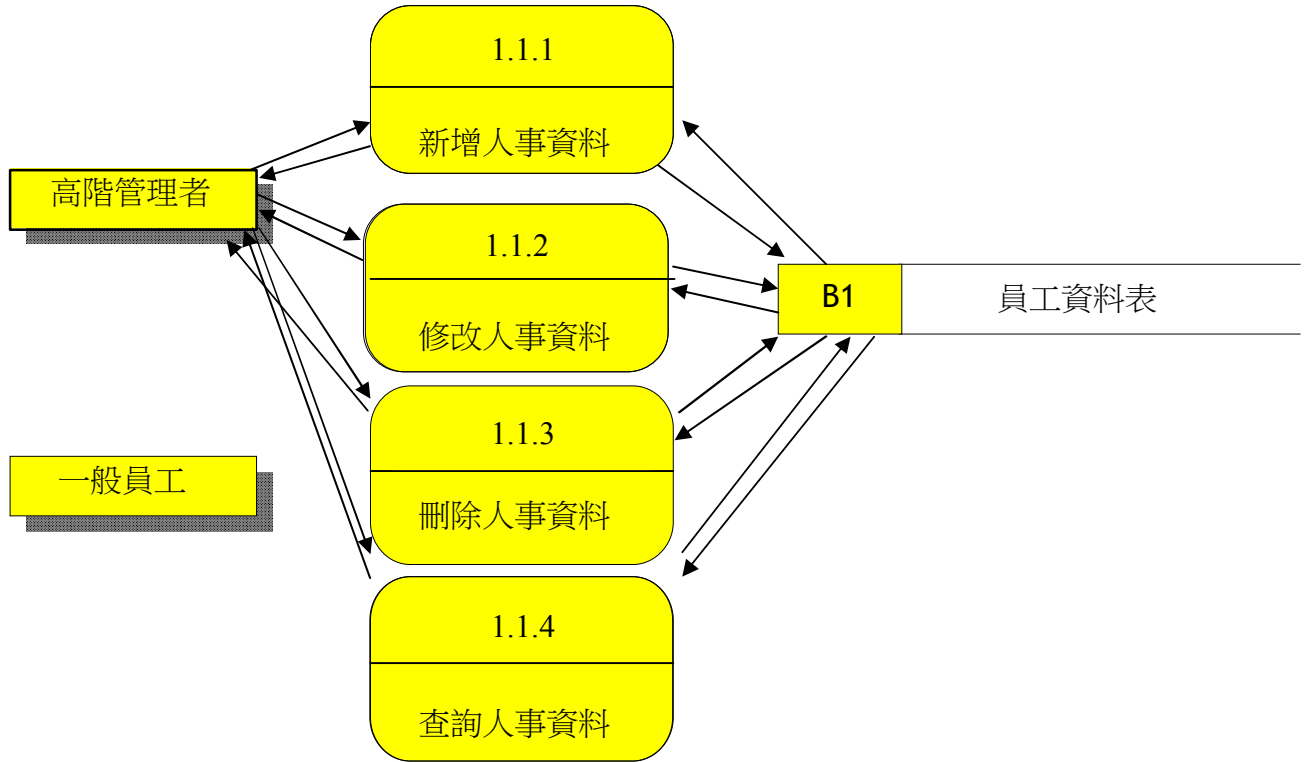 1.1.1
新增人事資料
高階管理者
1.1.2
修改人事資料
B1
員工資料表
1.1.3
刪除人事資料
一般員工
1.1.4
查詢人事資料